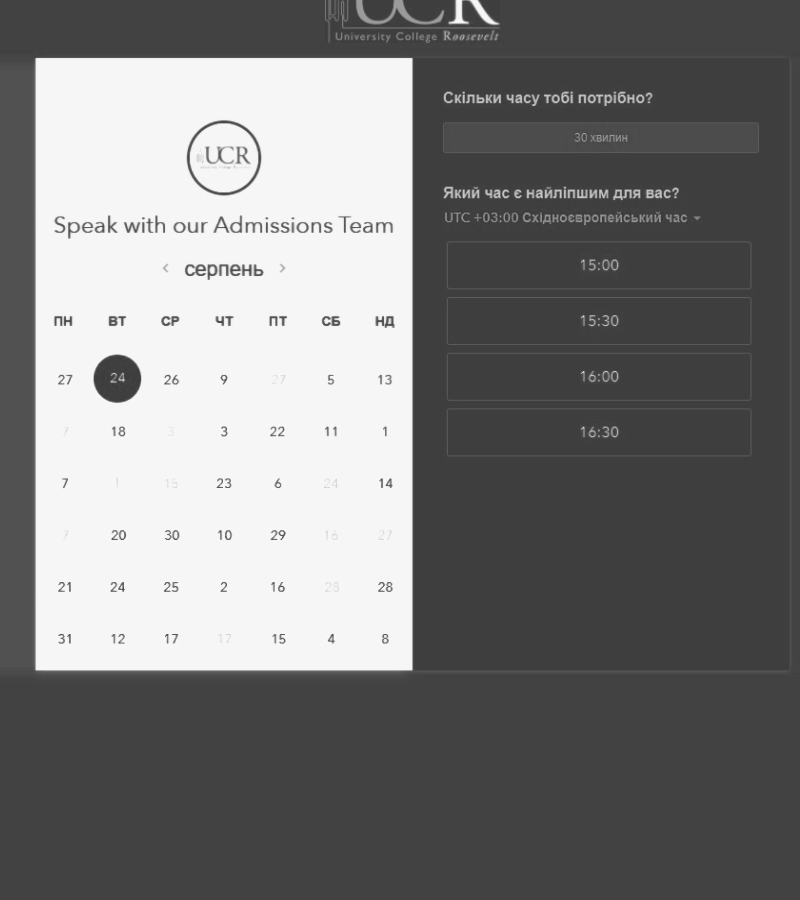 UCR
University College Roosevelt
UCR
Speak with our Admissions Team
серпень
ПН ВТ СР ЧТ ПТ СБ НД
27 24 26 9 27 5 13
7 18 3 3 22 11 1
7 1 15 23 6 24 14
7 20 30 10 29 16 27
21 24 25 2 16 28 28
31 12 17 17 15 4 8
Скільки часу тобі потрібно?
30 хвилин
Який час є найліпшим для вас?
UTC +03:00 Східноєвропейський час
15:00
15:30
16:00
16:30